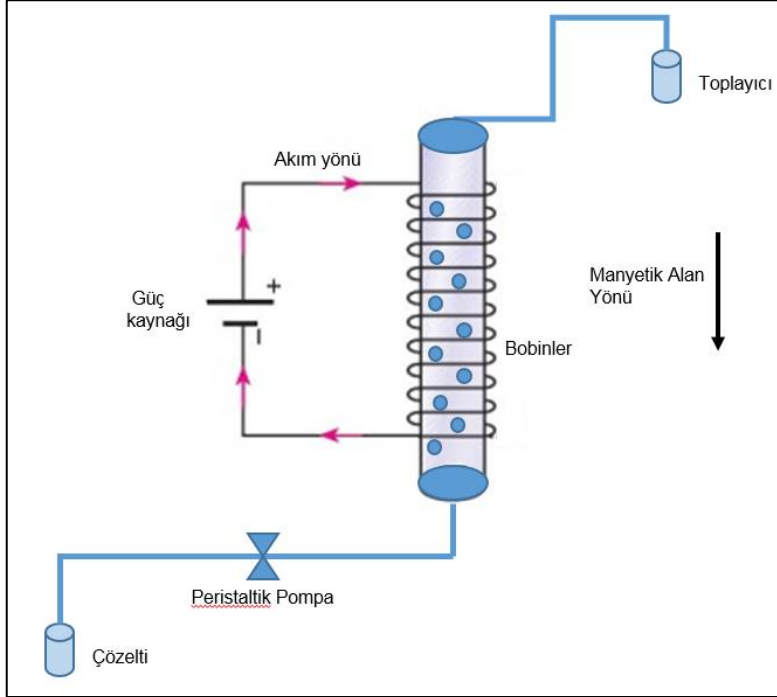 Toplayıcı
Akım yönü
Manyetik Alan
Yönü
+
Güç
kaynağı
Bobinler
Peristaltik Pompa
Çözelti